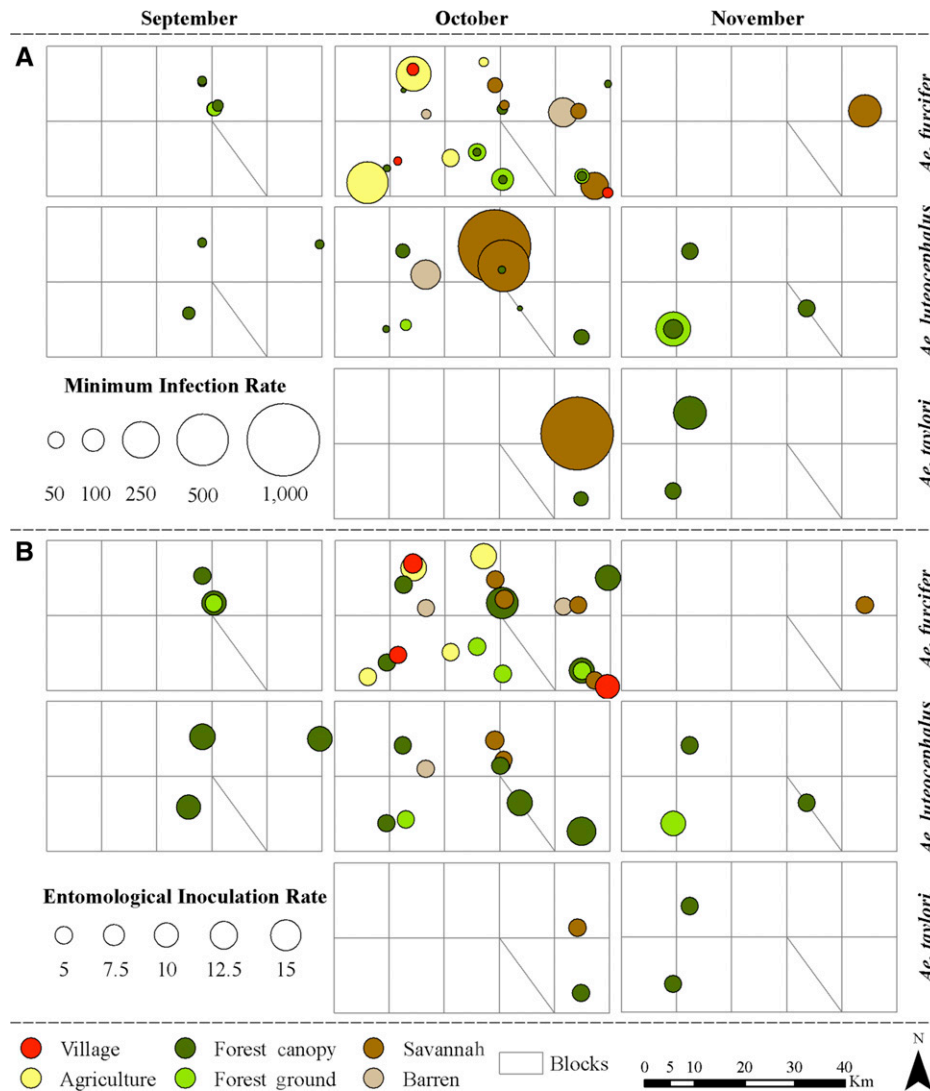 September October November
A
Ae. furcifer
Ae. luteocephalus
Minimum Infection Rate
50 100 250 500 1,000
Ae. taylori
B
Ae. furcifer
Ae. luteocephalus
Entomological Inoculation Rate
5 7.5 10 12.5 15
Ae. taylori
Village Forest canopy Savannah Blocks
Agriculture Forest ground Barren
0 5 10 20 30 40
Km
N